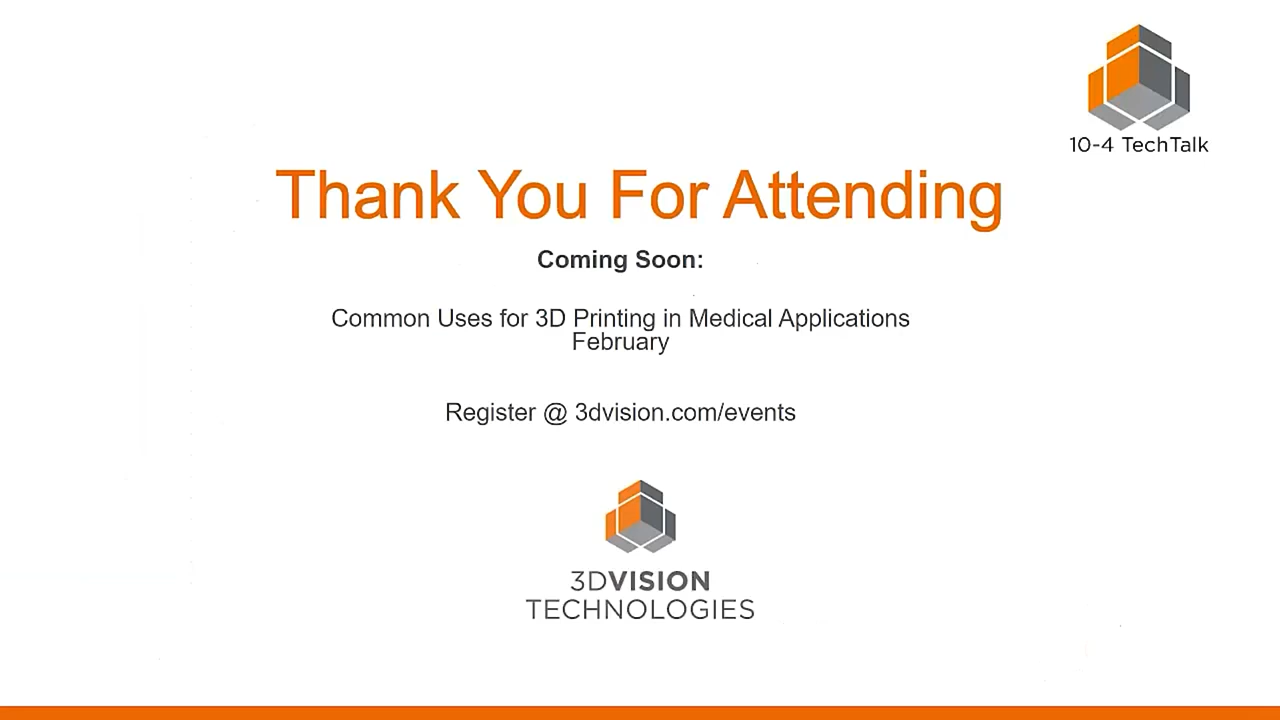 10-4 TechTalk
Thank You For Attending
Coming Soon:
Common Uses for 3D Printing in Medical Applications
February
Register @ 3dvision.com/events
3DVISION
TECHNOLOGIES